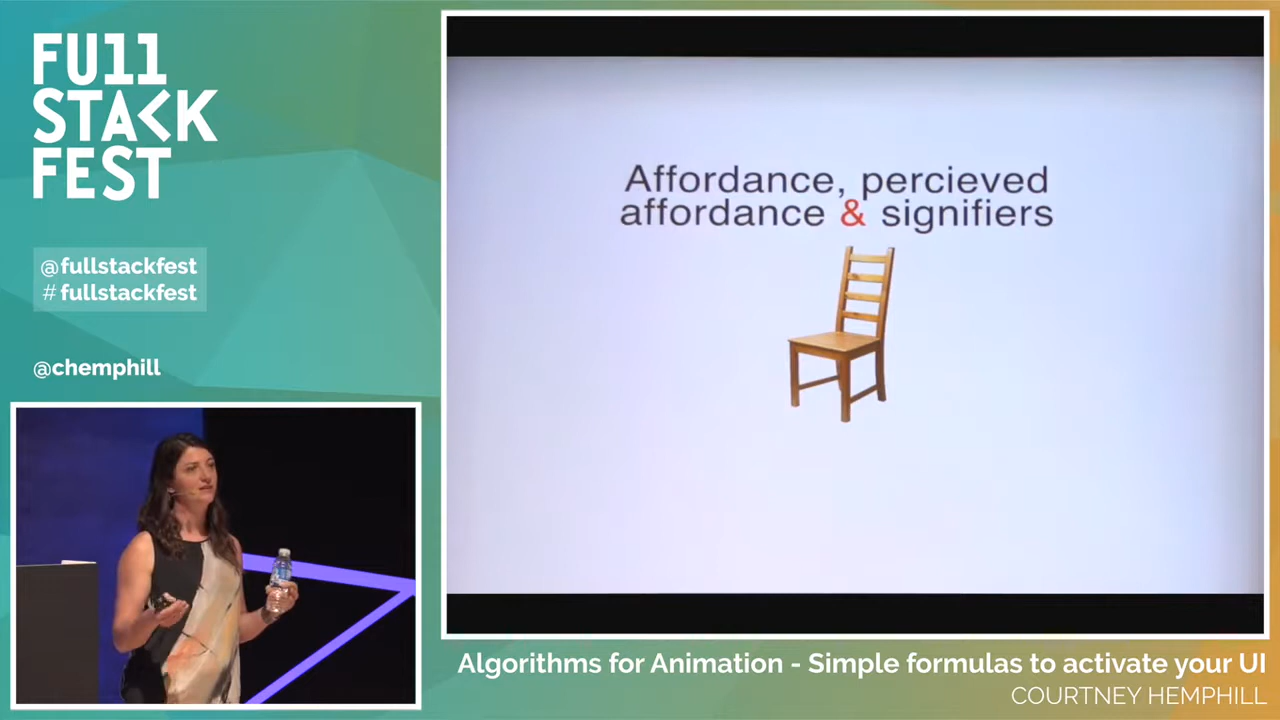 FU11
STACK
FEST
@fullstackfest
# fullstackfest
@chemphill
Affordance, percieved
affordance & signifiers
Algorithms for Animation - Simple formulas to activate your UI
COURTNEY HEMPHILL